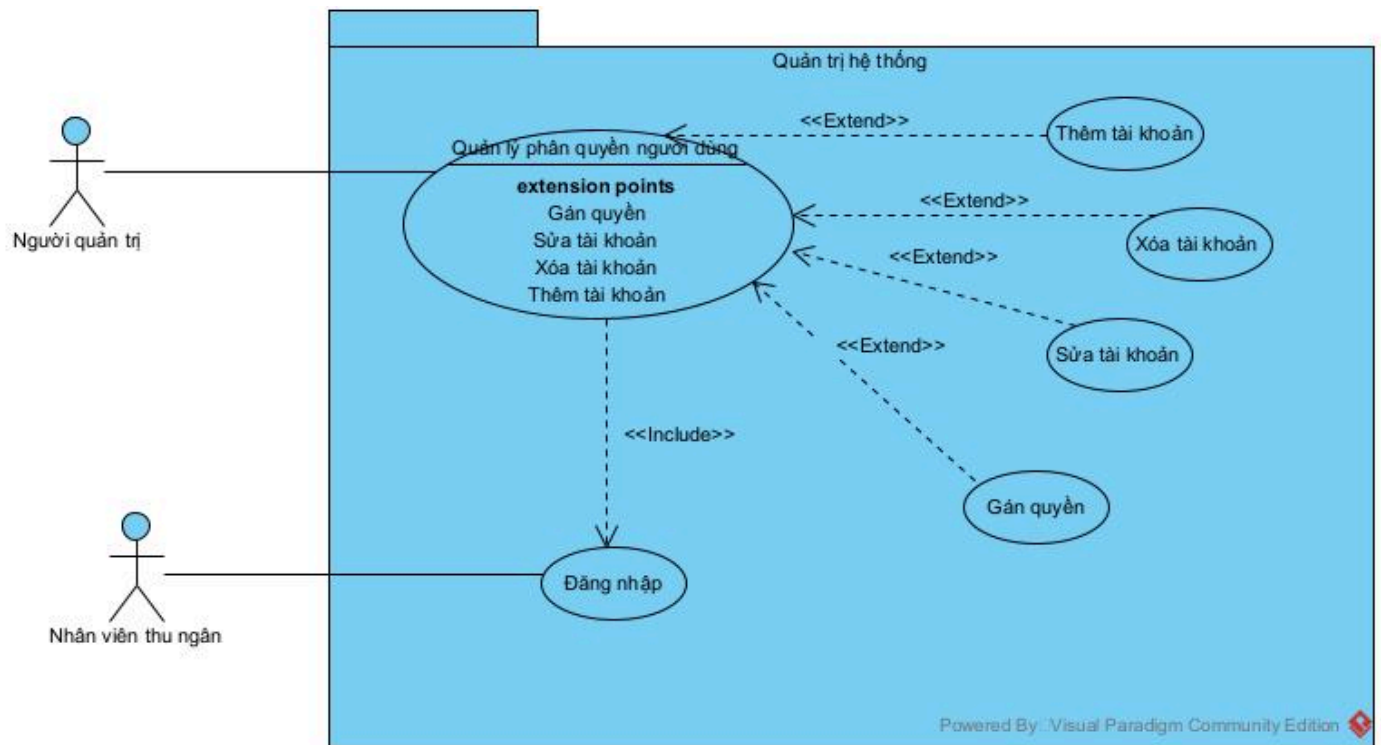 Quản trị hệ thống
<<Extend>>
Thêm tài khoản
Quản lý phân quyền người dùng
extension points
Gán quyền
Sửa tài khoản
Xóa tài khoản
Thêm tài khoản
Người quản trị
<<Extend>>
Xóa tài khoản
<<Extend>>
Sửa tài khoản
<<Extend>>
<<Include>>
Gán quyền
Đăng nhập
Nhân viên thu ngân
Powered By Visual Paradigm Community Edition